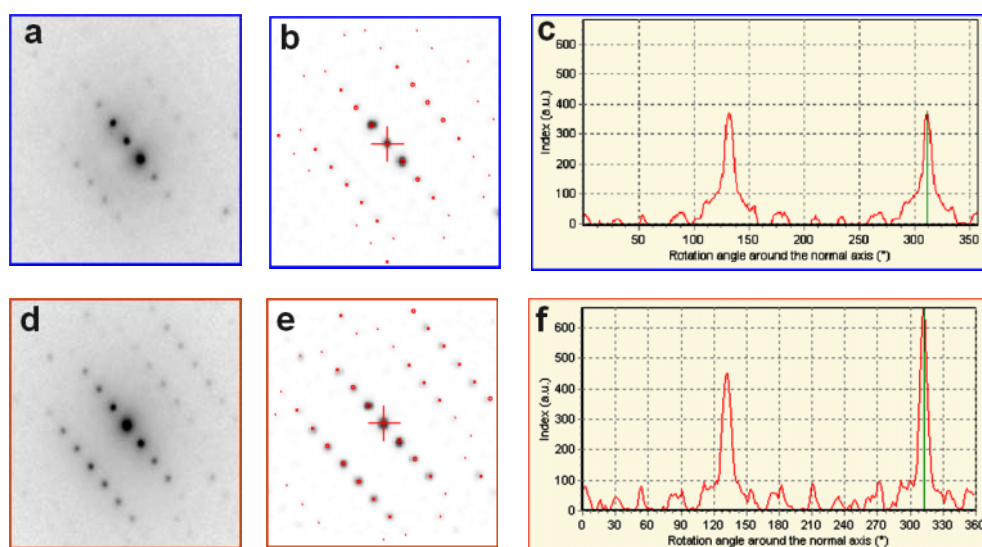 a
b
c
Index (a.u.)
600
500
400
300
200
100
0
50 100 150 200 250 300 350
Rotation angle around the normal axis (°)
d
e
f
Index (a.u.)
600
500
400
300
200
100
0
0 30 60 90 120 150 180 210 240 270 300 330 360
Rotation angle around the normal axis (°)